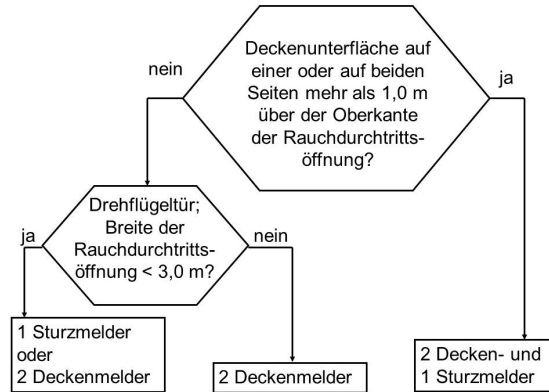 Deckenunterfläche auf
einer oder auf beiden
Seiten mehr als 1,0 m
über der Oberkante
der Rauchdurchtritts-
öffnung?
nein
ja
Drehflügeltür;
Breite der
Rauchdurchtritts-
öffnung < 3,0 m?
ja
nein
1 Sturzmelder
oder
2 Deckenmelder
2 Deckenmelder
2 Decken- und
1 Sturzmelder